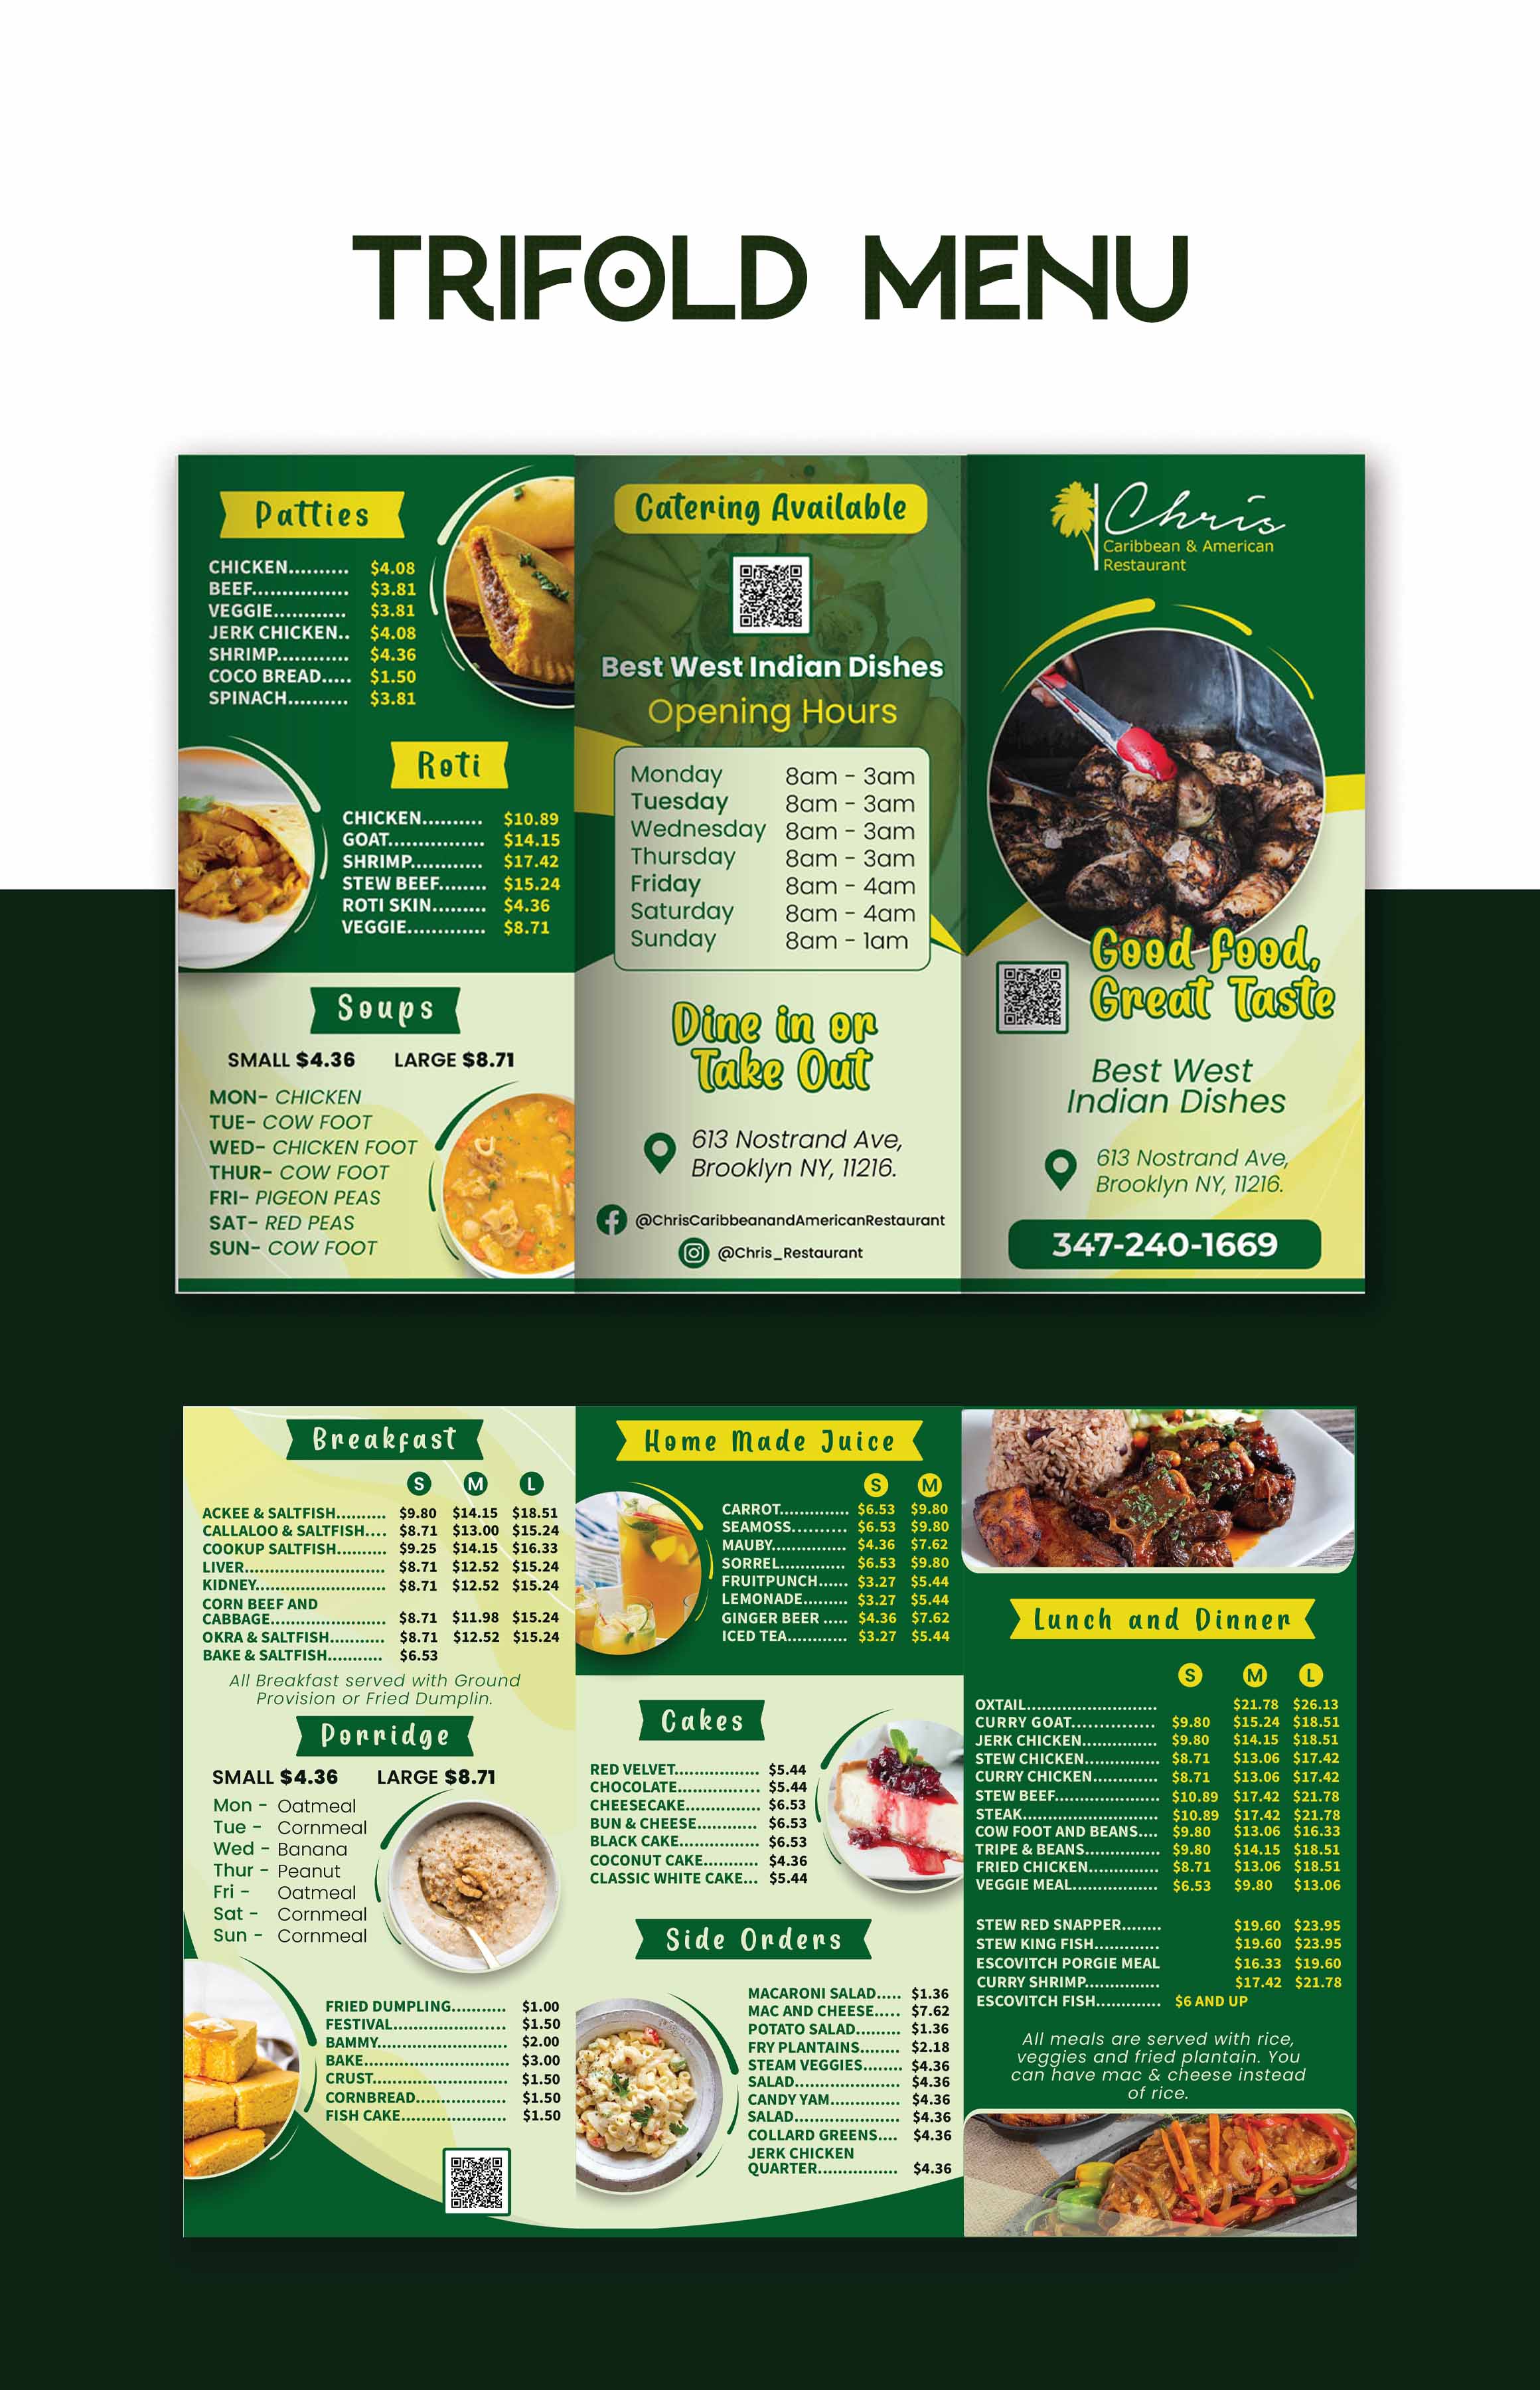 TRIFOLD MENU
Patties
CHICKEN.......... $4.08
BEEF................ $3.81
VEGGIE............ $3.81
JERK CHICKEN.. $4.08
SHRIMP............ $4.36
COCO BREAD..... $1.50
SPINACH.......... $3.81
Roti
CHICKEN.......... $10.89
GOAT................ $14.15
SHRIMP............ $17.42
STEW BEEF........ $15.24
ROTI SKIN......... $4.36
VEGGIE............. $8.71
Soups
SMALL $4.36 LARGE $8.71
MON- CHICKEN
TUE- COW FOOT
WED- CHICKEN FOOT
THUR- COW FOOT
FRI- PIGEON PEAS
SAT- RED PEAS
SUN- COW FOOT
Catering Available
Best West Indian Dishes
Opening Hours
Monday 8am - 3am
Tuesday 8am - 3am
Wednesday 8am - 3am
Thursday 8am - 3am
Friday 8am - 4am
Saturday 8am - 4am
Sunday 8am - 1am
Dine in or
Take Out
613 Nostrand Ave,
Brooklyn NY, 11216.
@ChrisCaribbeanandAmericanRestaurant
@Chris_Restaurant
Chris
Caribbean & American
Restaurant
Good Food,
Great Taste
Best West
Indian Dishes
613 Nostrand Ave,
Brooklyn NY, 11216.
347-240-1669
Breakfast
S M L
ACKEE & SALTFISH.......... $9.80 $14.15 $18.51
CALLALOO & SALTFISH.... $8.71 $13.00 $15.24
COOKUP SALTFISH.......... $9.25 $14.15 $16.33
LIVER............................ $8.71 $12.52 $15.24
KIDNEY.......................... $8.71 $12.52 $15.24
CORN BEEF AND
CABBAGE....................... $8.71 $11.98 $15.24
OKRA & SALTFISH........... $8.71 $12.52 $15.24
BAKE & SALTFISH........... $6.53
All Breakfast served with Ground
Provision or Fried Dumplin.
Porridge
SMALL $4.36 LARGE $8.71
Mon - Oatmeal
Tue - Cornmeal
Wed - Banana
Thur - Peanut
Fri - Oatmeal
Sat - Cornmeal
Sun - Cornmeal
FRIED DUMPLING........... $1.00
FESTIVAL....................... $1.50
BAMMY.......................... $2.00
BAKE............................. $3.00
CRUST........................... $1.50
CORNBREAD.................. $1.50
FISH CAKE..................... $1.50
Home Made Juice
S M
CARROT.............. $6.53 $9.80
SEAMOSS.......... $6.53 $9.80
MAUBY............... $4.36 $7.62
SORREL............. $6.53 $9.80
FRUITPUNCH...... $3.27 $5.44
LEMONADE......... $3.27 $5.44
GINGER BEER ..... $4.36 $7.62
ICED TEA............ $3.27 $5.44
Cakes
RED VELVET................. $5.44
CHOCOLATE................. $5.44
CHEESECAKE............... $6.53
BUN & CHEESE............ $6.53
BLACK CAKE................ $6.53
COCONUT CAKE........... $4.36
CLASSIC WHITE CAKE... $5.44
Side Orders
MACARONI SALAD..... $1.36
MAC AND CHEESE..... $7.62
POTATO SALAD......... $1.36
FRY PLANTAINS........ $2.18
STEAM VEGGIES........ $4.36
SALAD..................... $4.36
CANDY YAM.............. $4.36
SALAD..................... $4.36
COLLARD GREENS.... $4.36
JERK CHICKEN
QUARTER................ $4.36
Lunch and Dinner
S M L
OXTAIL.......................... $21.78 $26.13
CURRY GOAT................ $9.80 $15.24 $18.51
JERK CHICKEN............... $9.80 $14.15 $18.51
STEW CHICKEN.............. $8.71 $13.06 $17.42
CURRY CHICKEN............. $8.71 $13.06 $17.42
STEW BEEF..................... $10.89 $17.42 $21.78
STEAK........................... $10.89 $17.42 $21.78
COW FOOT AND BEANS.... $9.80 $13.06 $16.33
TRIPE & BEANS............... $9.80 $14.15 $18.51
FRIED CHICKEN.............. $8.71 $13.06 $18.51
VEGGIE MEAL................. $6.53 $9.80 $13.06
STEW RED SNAPPER........ $19.60 $23.95
STEW KING FISH............. $19.60 $23.95
ESCOVITCH PORGIE MEAL $16.33 $19.60
CURRY SHRIMP............... $17.42 $21.78
ESCOVITCH FISH............. $6 AND UP
All meals are served with rice,
veggies and fried plantain. You
can have mac & cheese instead
of rice.